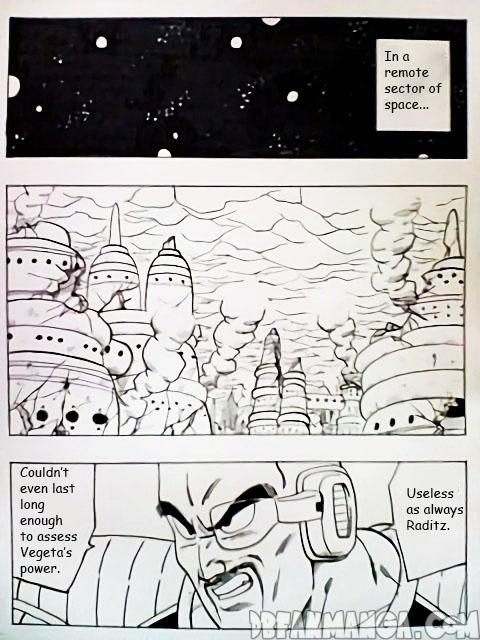 In a
remote
sector of
space...
Couldn't
even last
long
enough
to assess
Vegeta's
power.
Useless
as always
Raditz.
DBFANMANGA.COM